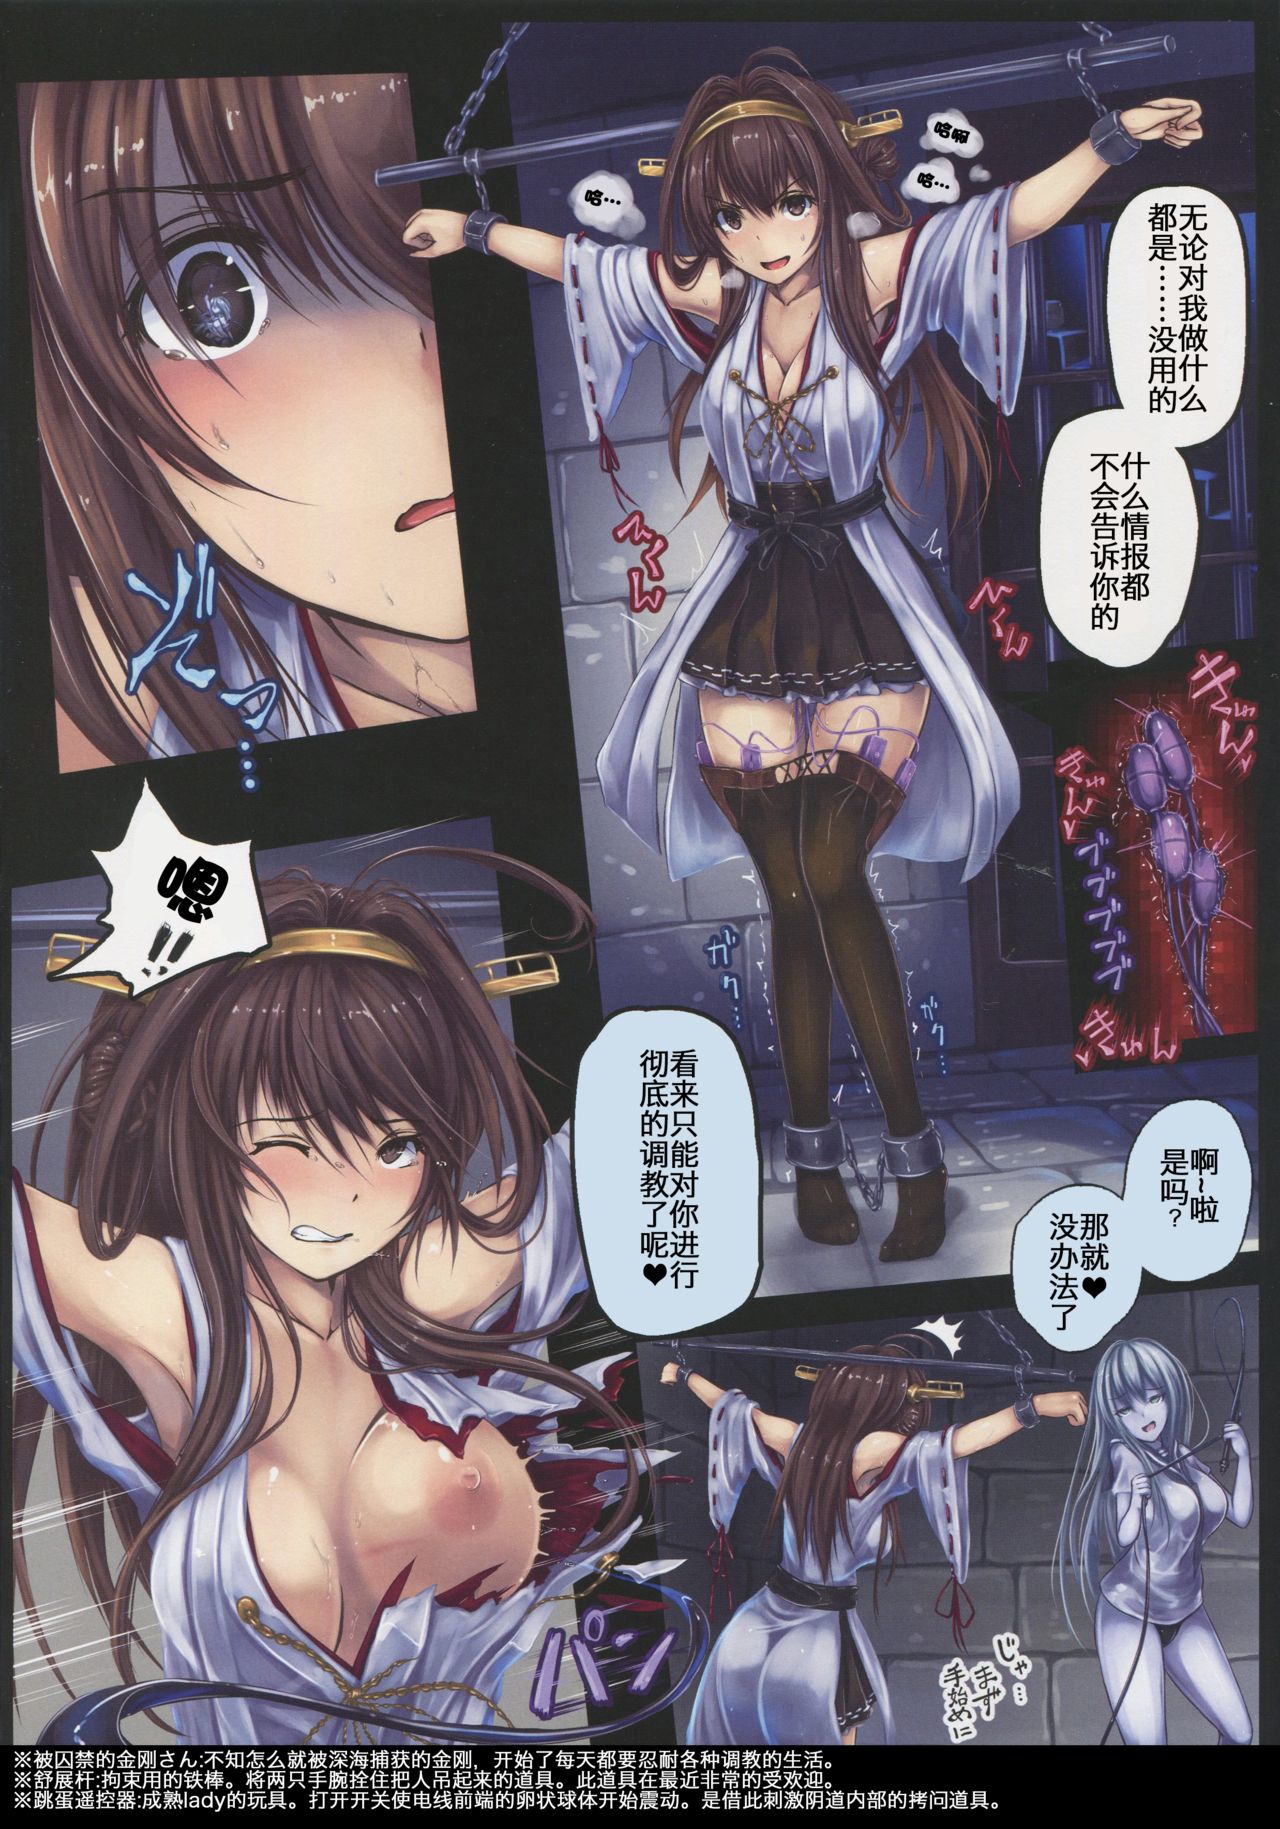 无论对我做什么
都是……没用的
什么情报都
不会告诉你的
咯…
咯啊
咯…
ひくん
ひくん
ぎゅん
ぎゅん
ブブブブブ
きゅん
ガク…
ガク…
ぞくっ…
啊~啦
是吗?
那就♥
没办法了
看来只能对你进行
彻底的调教了呢♥
じゃ…
まず
手始めに
嗯!!
パン
※被囚禁的金刚さん:不知怎么就被深海捕获的金刚，开始了每天都要忍耐各种调教的生活。
※舒展杆:拘束用的铁棒。将两只手腕拴住把人吊起来的道具。此道具在最近非常的受欢迎。
※跳蛋遥控器:成熟lady的玩具。打开开关使电线前端的卵状球体开始震动。是借此刺激阴道内部的拷问道具。